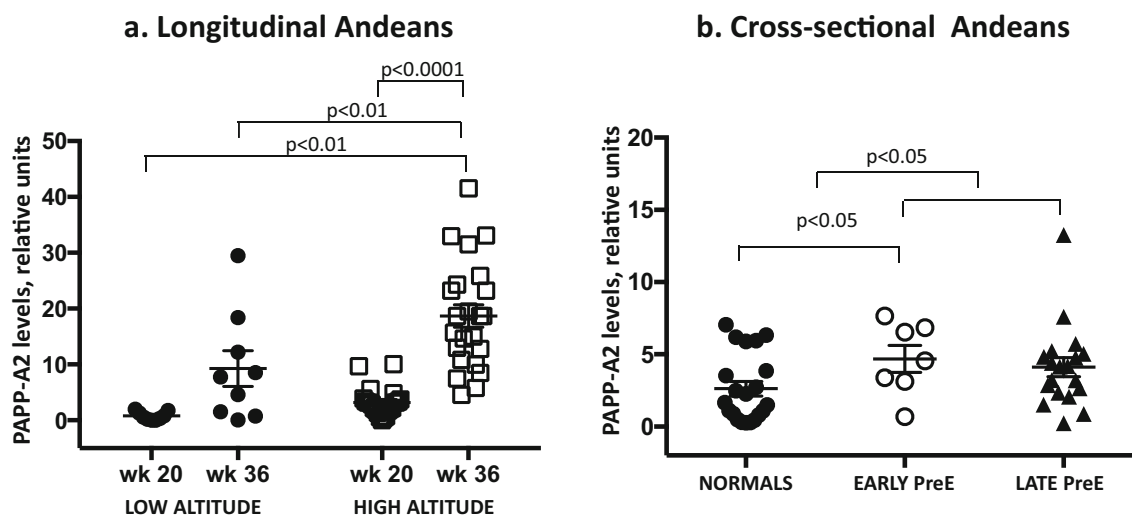 a. Longitudinal Andeans
p<0.0001
p<0.01
p<0.01
PAPP-A2 levels, relative units
50
40
30
20
10
0
wk 20 wk 36 wk 20 wk 36
LOW ALTITUDE HIGH ALTITUDE
b. Cross-sectional Andeans
p<0.05
p<0.05
PAPP-A2 levels, relative units
20
15
10
5
0
NORMALS EARLY PreE LATE PreE